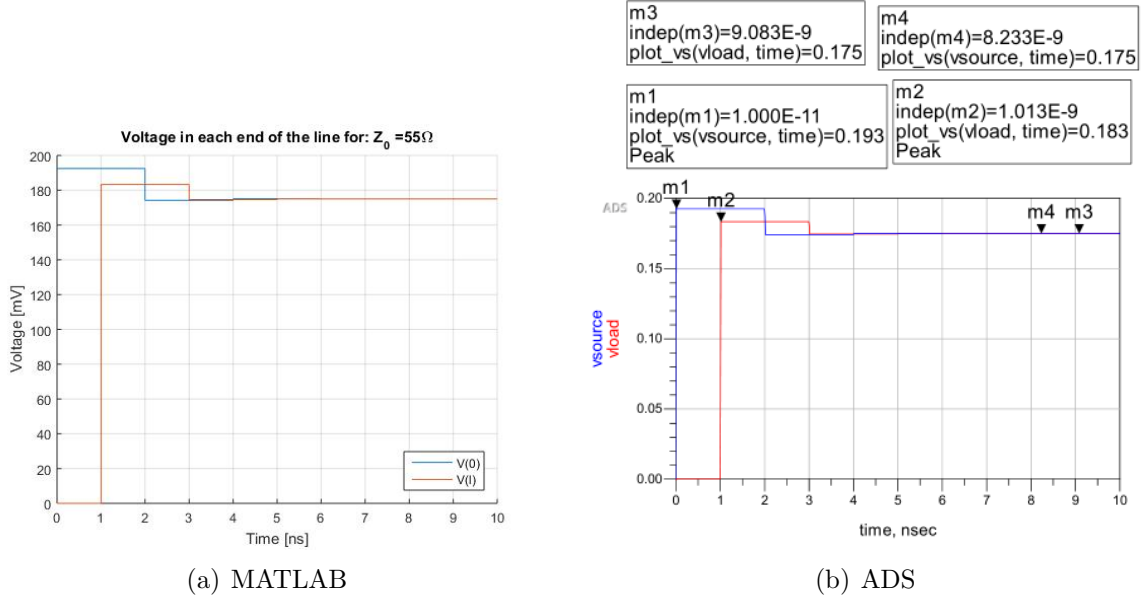 Voltage in each end of the line for: Z0 =55Ω
Voltage [mV]
200
180
160
140
120
100
80
60
40
20
0
0 1 2 3 4 5 6 7 8 9 10
Time [ns]
V(0)
V(l)
(a) MATLAB
m3
indep(m3)=9.083E-9
plot_vs(vload, time)=0.175
m4
indep(m4)=8.233E-9
plot_vs(vsource, time)=0.175
m1
indep(m1)=1.000E-11
plot_vs(vsource, time)=0.193
Peak
m2
indep(m2)=1.013E-9
plot_vs(vload, time)=0.183
Peak
ADS
m1
m2
m4
m3
vsource
vload
0.20
0.15
0.10
0.05
0.00
0 1 2 3 4 5 6 7 8 9 10
time, nsec
(b) ADS